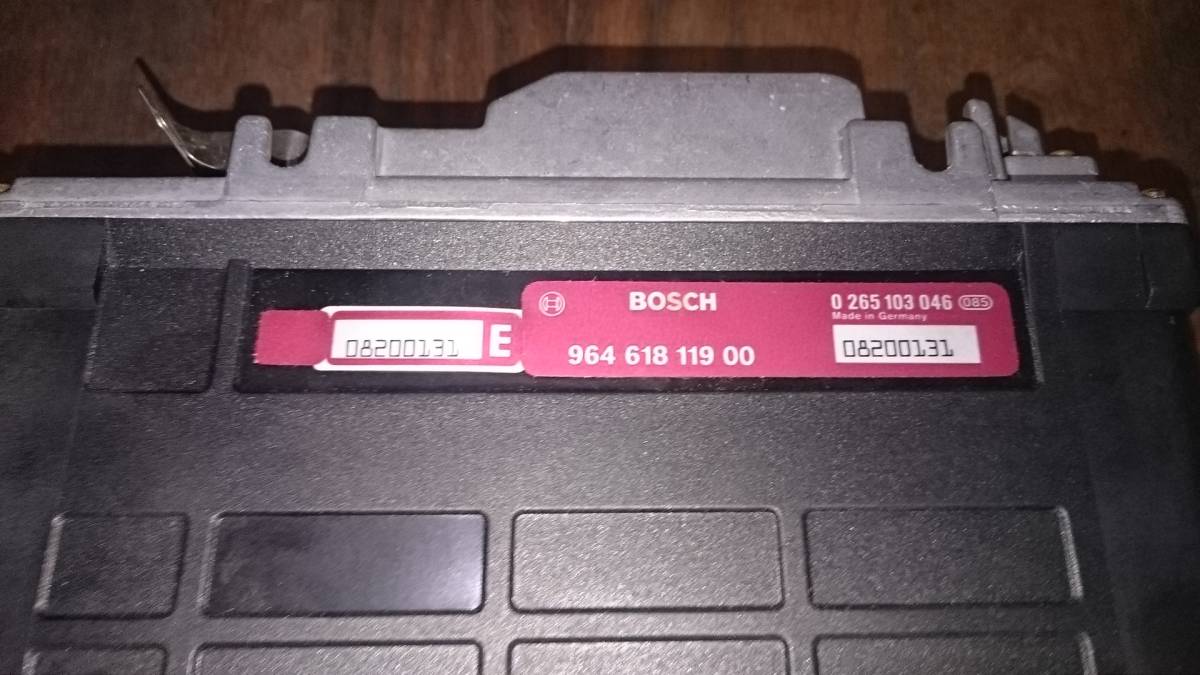 BOSCH
0 265 103 046 085
Made in Germany
08200131 E
964 618 119 00
08200131